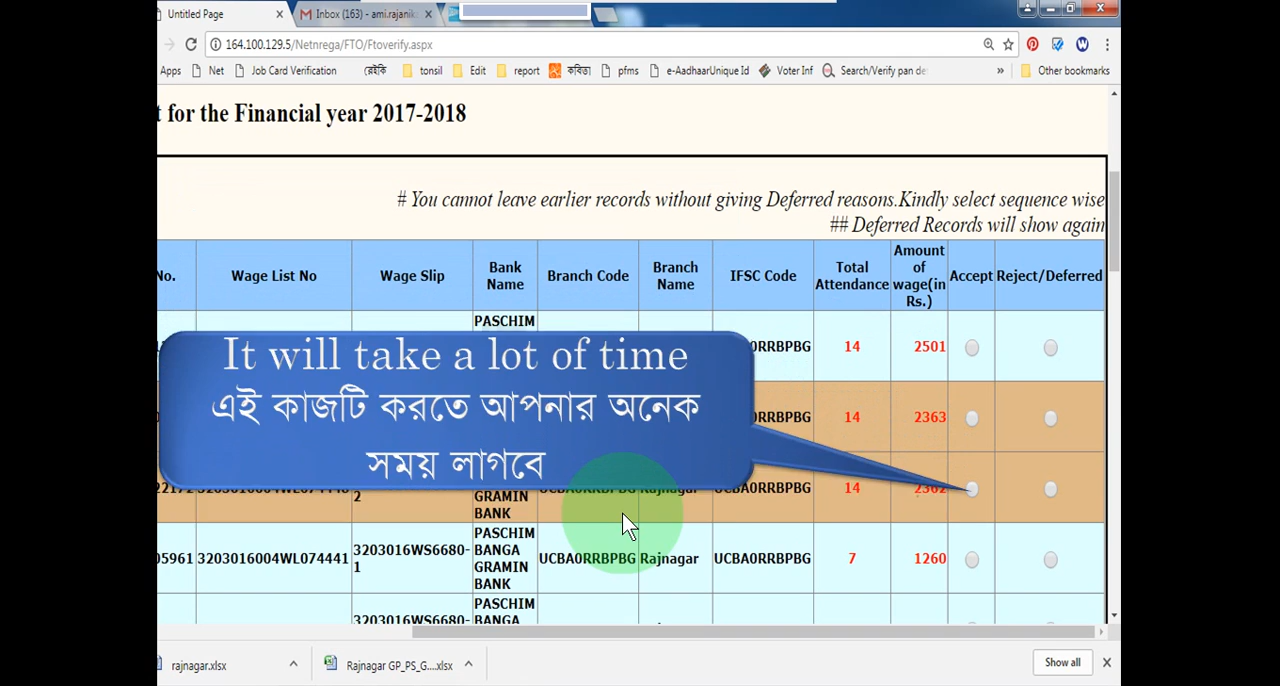 Untitled Page
Inbox (163) - ami.rajanik
164.100.129.5/Netnrega/FTO/Ftoverify.aspx
Apps Net Job Card Verification রেইকি tonsil Edit report কবিতা pfms e-AadhaarUnique Id Voter Inf Search/Verify pan de » Other bookmarks
t for the Financial year 2017-2018
# You cannot leave earlier records without giving Deferred reasons.Kindly select sequence wise
## Deferred Records will show again
No. Wage List No Wage Slip Bank Name Branch Code Branch Name IFSC Code Total Attendance Amount of wage(in Rs.) Accept Reject/Deferred
PASCHIM
RRBPBG 14 2501
It will take a lot of time
এই কাজটি করতে আপনার অনেক
সময় লাগবে
RRBPBG 14 2363
2 GRAMIN BANK UCBA0RRBPBG Rajnagar UCBA0RRBPBG 14 2362
05961 3203016004WL074441 3203016WS6680-1 PASCHIM BANGA GRAMIN BANK UCBA0RRBPBG Rajnagar UCBA0RRBPBG 7 1260
3203016WS6680- PASCHIM BANGA
rajnagar.xlsx
Rajnagar GP_PS_G....xlsx
Show all